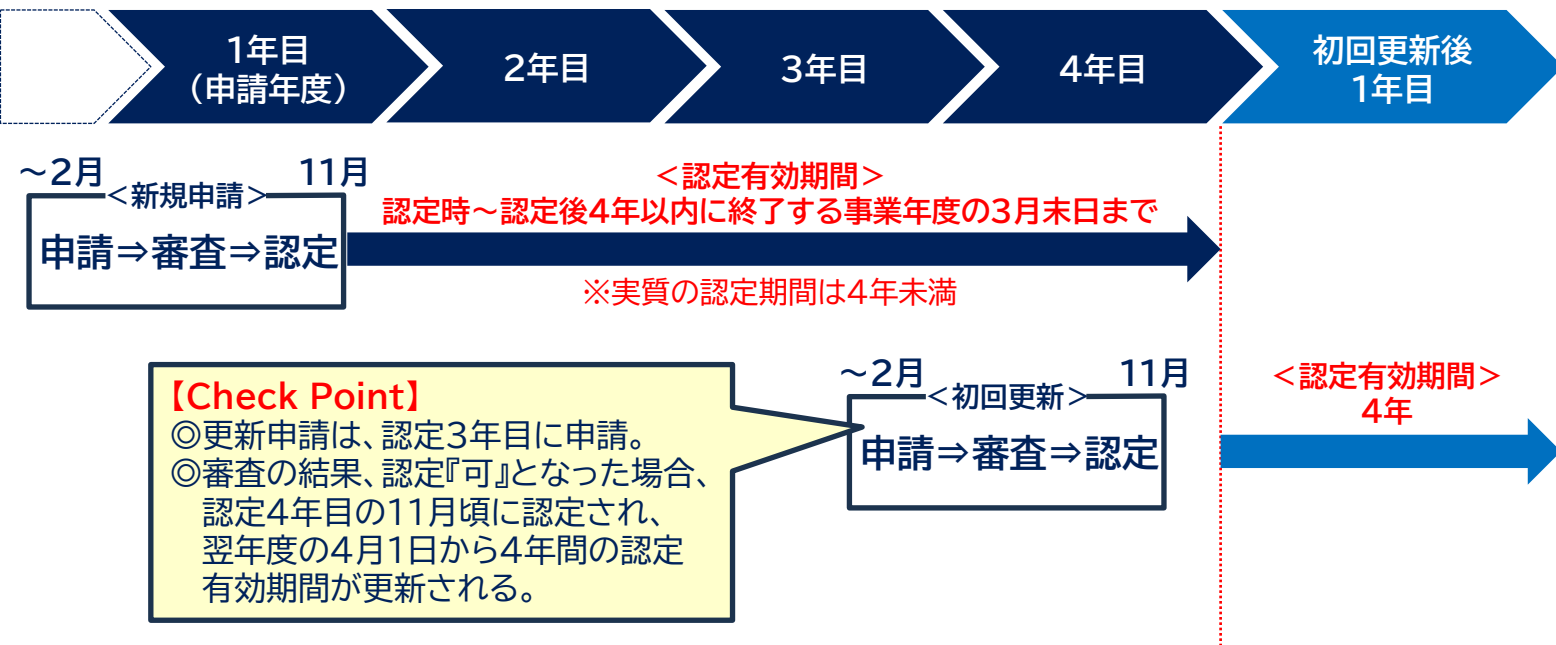 1年目
(申請年度)
2年目
3年目
4年目
初回更新後
1年目
～2月
11月
＜新規申請＞
申請⇒審査⇒認定
＜認定有効期間＞
認定時～認定後4年以内に終了する事業年度の3月末日まで
※実質の認定期間は4年未満
【Check Point】
◎更新申請は、認定3年目に申請。
◎審査の結果、認定『可』となった場合、
認定4年目の11月頃に認定され、
翌年度の4月1日から4年間の認定
有効期間が更新される。
～2月
11月
＜初回更新＞
申請⇒審査⇒認定
＜認定有効期間＞
4年